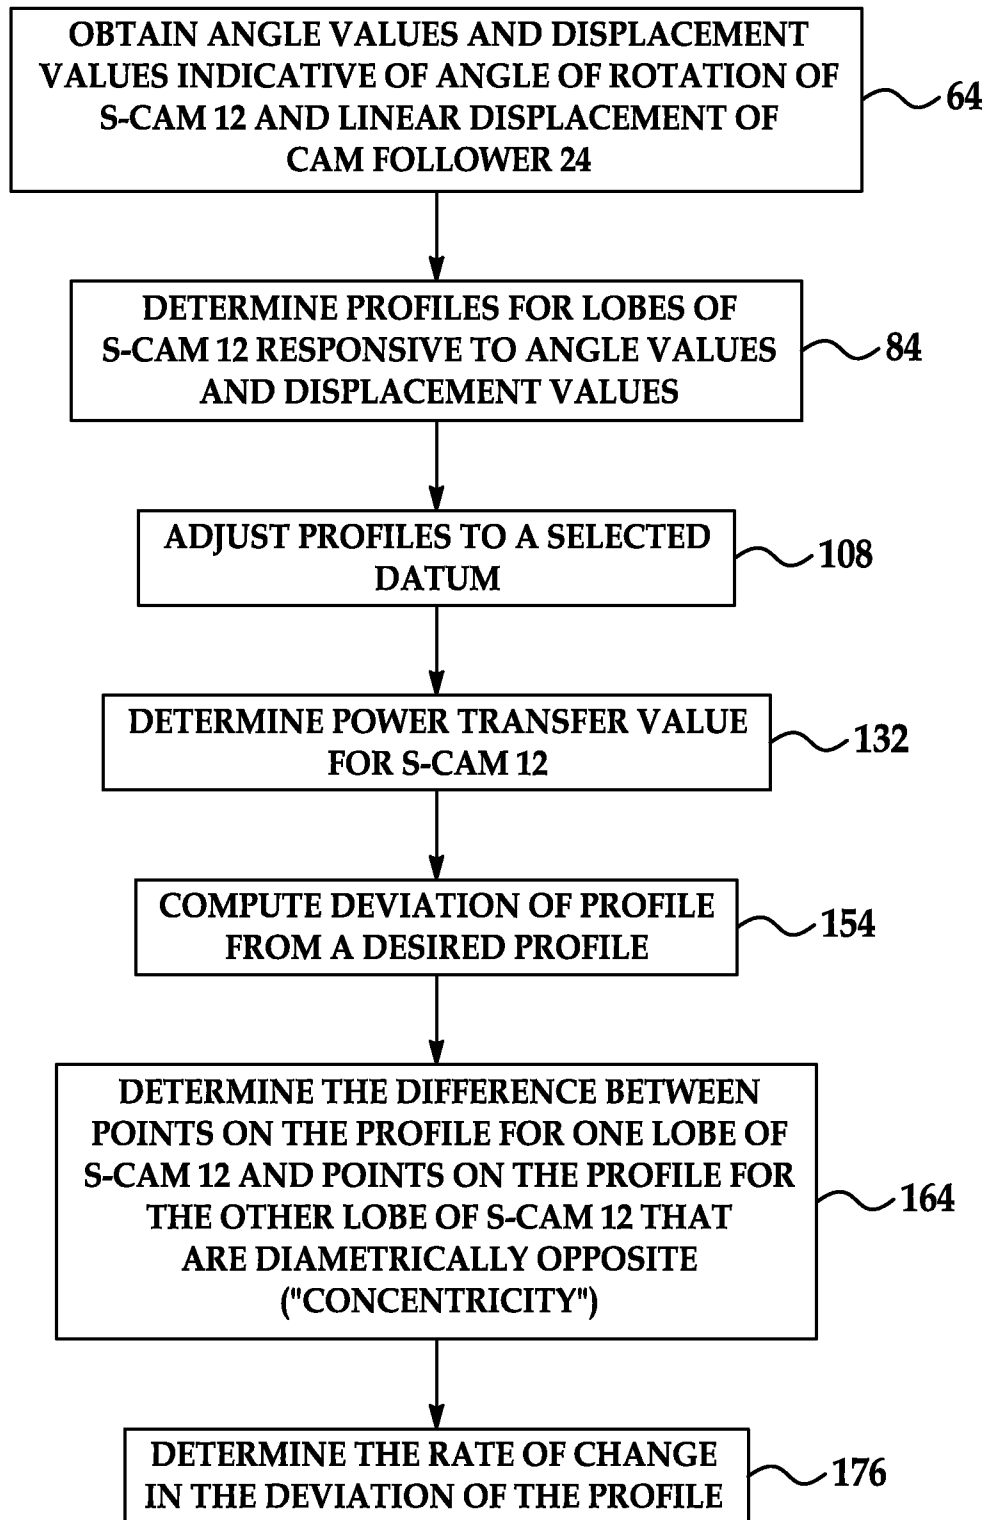 OBTAIN ANGLE VALUES AND DISPLACEMENT
VALUES INDICATIVE OF ANGLE OF ROTATION OF
S-CAM 12 AND LINEAR DISPLACEMENT OF
CAM FOLLOWER 24
64
DETERMINE PROFILES FOR LOBES OF
S-CAM 12 RESPONSIVE TO ANGLE VALUES
AND DISPLACEMENT VALUES
84
ADJUST PROFILES TO A SELECTED
DATUM
108
DETERMINE POWER TRANSFER VALUE
FOR S-CAM 12
132
COMPUTE DEVIATION OF PROFILE
FROM A DESIRED PROFILE
154
DETERMINE THE DIFFERENCE BETWEEN
POINTS ON THE PROFILE FOR ONE LOBE OF
S-CAM 12 AND POINTS ON THE PROFILE FOR
THE OTHER LOBE OF S-CAM 12 THAT
ARE DIAMETRICALLY OPPOSITE
("CONCENTRICITY")
164
DETERMINE THE RATE OF CHANGE
IN THE DEVIATION OF THE PROFILE
176